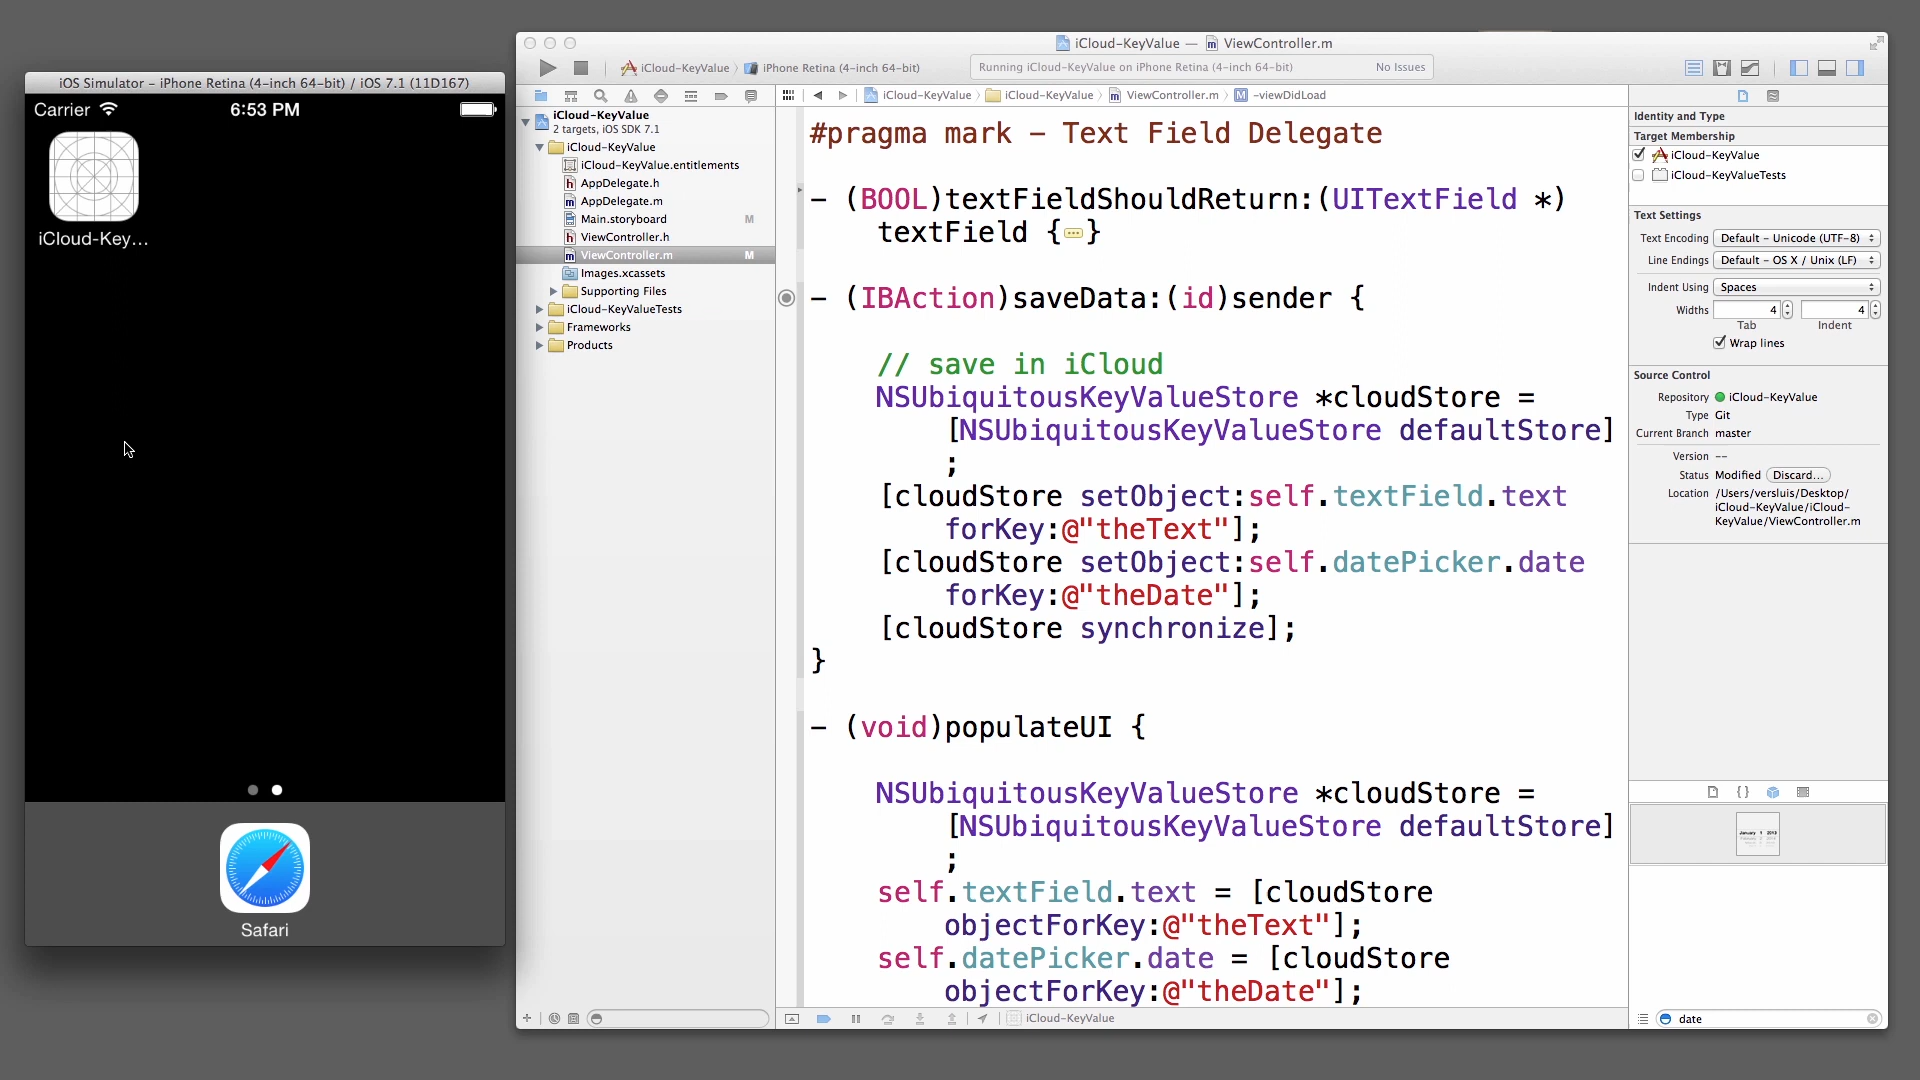 iOS Simulator – iPhone Retina (4-inch 64-bit) / iOS 7.1 (11D167)
Carrier
6:53 PM
iCloud-Key...
Safari
iCloud-KeyValue — ViewController.m
iCloud-KeyValue
iPhone Retina (4-inch 64-bit)
Running iCloud-KeyValue on iPhone Retina (4-inch 64-bit)
No Issues
iCloud-KeyValue
iCloud-KeyValue
ViewController.m
-viewDidLoad
iCloud-KeyValue
2 targets, iOS SDK 7.1
iCloud-KeyValue
iCloud-KeyValue.entitlements
AppDelegate.h
AppDelegate.m
Main.storyboard M
ViewController.h
ViewController.m M
Images.xcassets
Supporting Files
iCloud-KeyValueTests
Frameworks
Products
#pragma mark - Text Field Delegate
- (BOOL)textFieldShouldReturn:(UITextField *)
textField {...}
- (IBAction)saveData:(id)sender {
// save in iCloud
NSUbiquitousKeyValueStore *cloudStore =
[NSUbiquitousKeyValueStore defaultStore]
;
[cloudStore setObject:self.textField.text
forKey:@"theText"];
[cloudStore setObject:self.datePicker.date
forKey:@"theDate"];
[cloudStore synchronize];
}
- (void)populateUI {
NSUbiquitousKeyValueStore *cloudStore =
[NSUbiquitousKeyValueStore defaultStore]
;
self.textField.text = [cloudStore
objectForKey:@"theText"];
self.datePicker.date = [cloudStore
objectForKey:@"theDate"];
iCloud-KeyValue
Identity and Type
Target Membership
iCloud-KeyValue
iCloud-KeyValueTests
Text Settings
Text Encoding Default - Unicode (UTF-8)
Line Endings Default - OS X / Unix (LF)
Indent Using Spaces
Widths 4 4
Tab Indent
Wrap lines
Source Control
Repository iCloud-KeyValue
Type Git
Current Branch master
Version --
Status Modified Discard...
Location /Users/versluis/Desktop/
iCloud-KeyValue/iCloud-
KeyValue/ViewController.m
January 1 2013
date